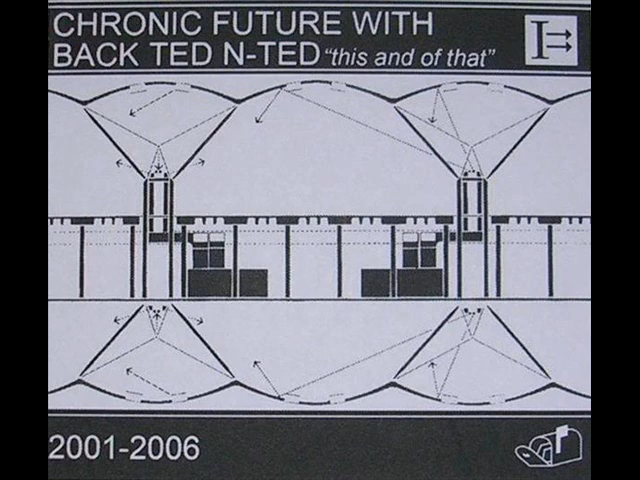 CHRONIC FUTURE WITH
BACK TED N-TED "this and of that"
2001-2006